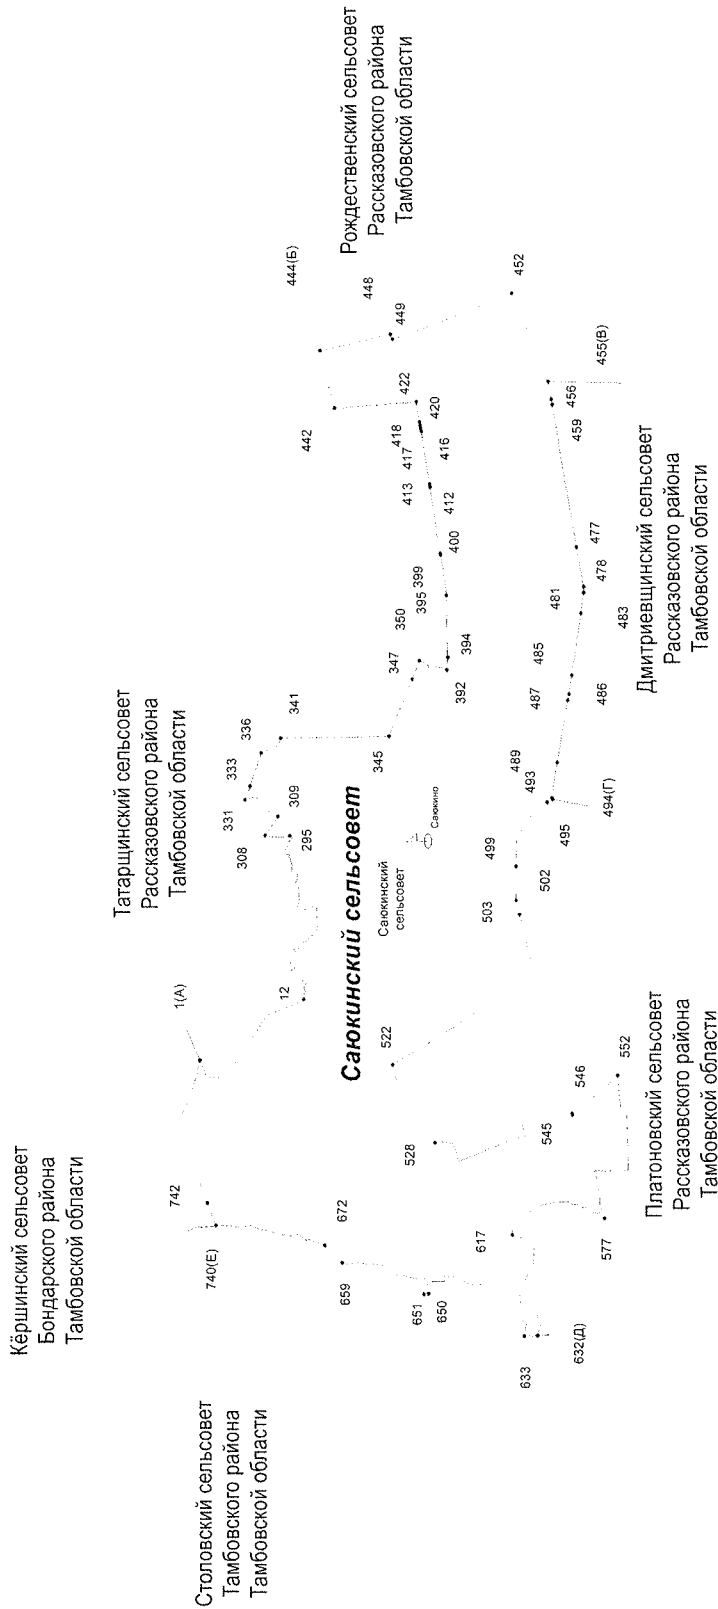 Кёршинский сельсовет
Бондарского района
Тамбовской области
Столовский сельсовет
Тамбовского района
Тамбовской области
Татарщинский сельсовет
Рассказовского района
Тамбовской области
Рождественский сельсовет
Рассказовского района
Тамбовской области
Дмитриевщинский сельсовет
Рассказовского района
Тамбовской области
Платоновский сельсовет
Рассказовского района
Тамбовской области
Саюкинский сельсовет
Саюкинский
сельсовет
Саюкино
1(А)
12
295
308
309
331
333
336
341
345
347
350
392
394
395
399
400
412
413
416
417
418
420
422
442
444(Б)
448
449
452
455(В)
456
459
477
478
481
483
485
486
487
489
493
494(Г)
495
499
502
503
522
528
545
546
552
577
617
632(Д)
633
650
651
659
672
740(Е)
742